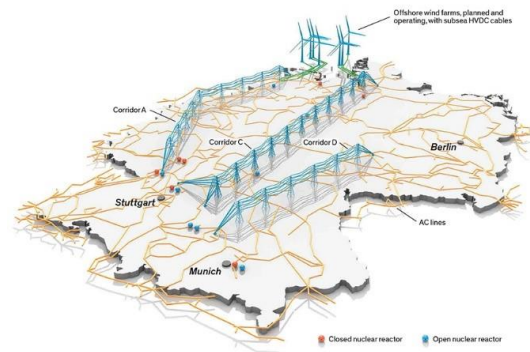 Offshore wind farms, planned and
operating, with subsea HVDC cables
Corridor A
Corridor C
Corridor D
Berlin
Stuttgart
AC lines
Munich
Closed nuclear reactor
Open nuclear reactor